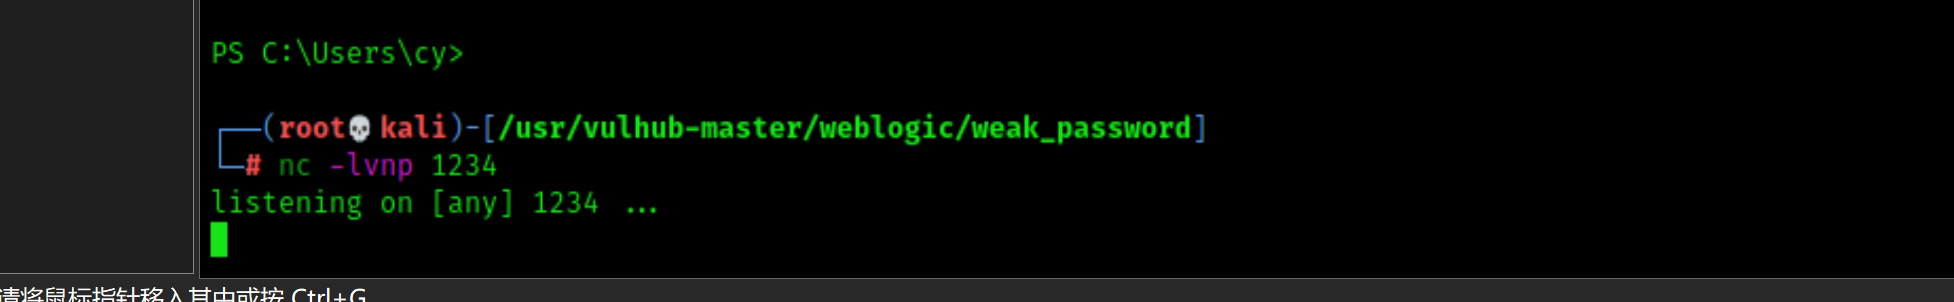 PS C:\Users\cy>
┌──(root💀kali)-[/usr/vulhub-master/weblogic/weak_password]
└─# nc -lvnp 1234
listening on [any] 1234 ...
请将鼠标指针移入其中或按 Ctrl+G